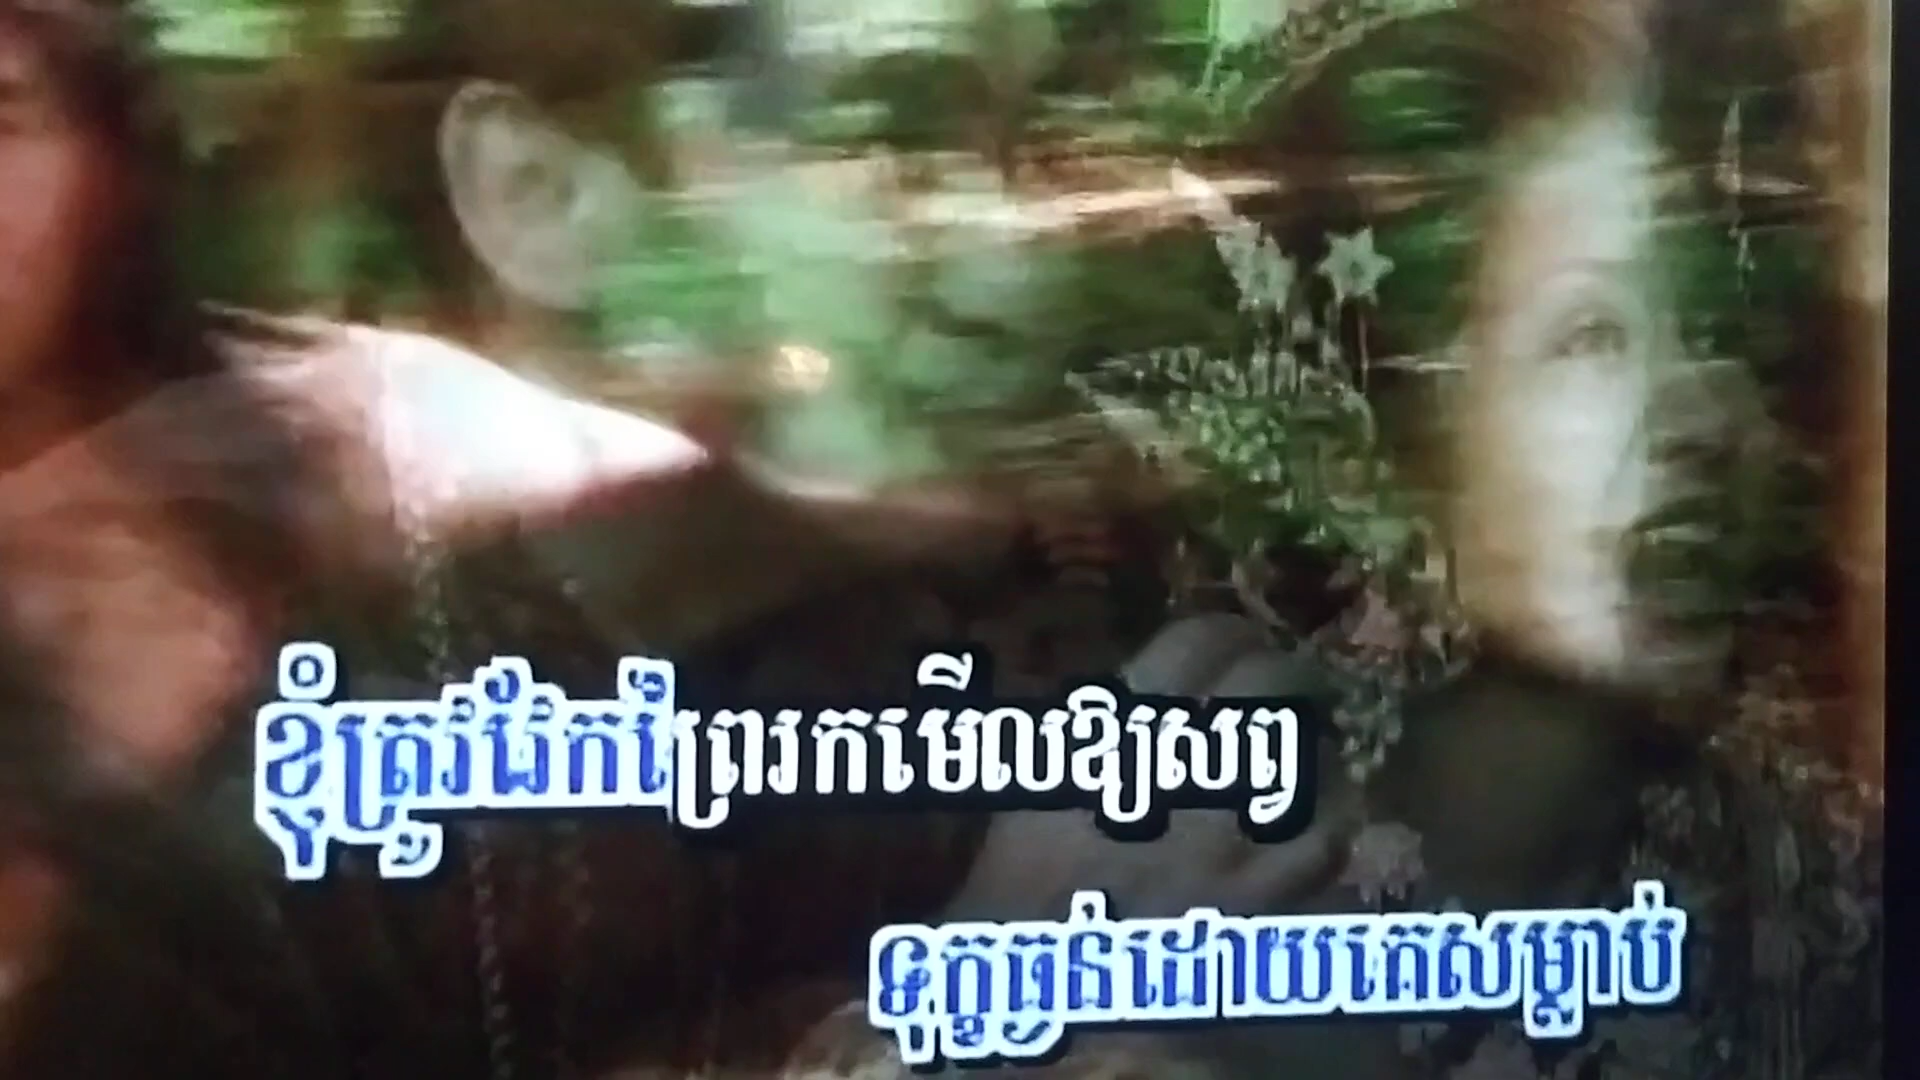 ខ្ញុំត្រូវជែកព្រៃរកមើលឱ្យសព្វ
ទុក្ខធ្ងន់ដោយគេសម្លាប់